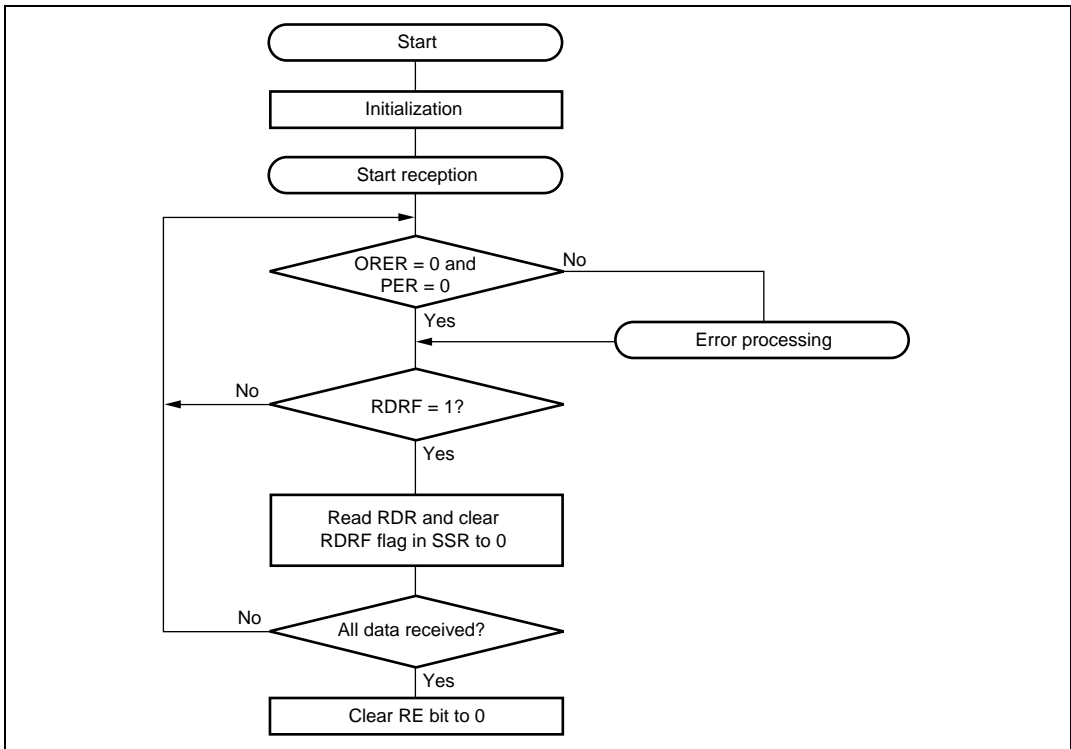 Start
Initialization
Start reception
ORER = 0 and
PER = 0
No
Yes
Error processing
No
RDRF = 1?
Yes
Read RDR and clear
RDRF flag in SSR to 0
No
All data received?
Yes
Clear RE bit to 0